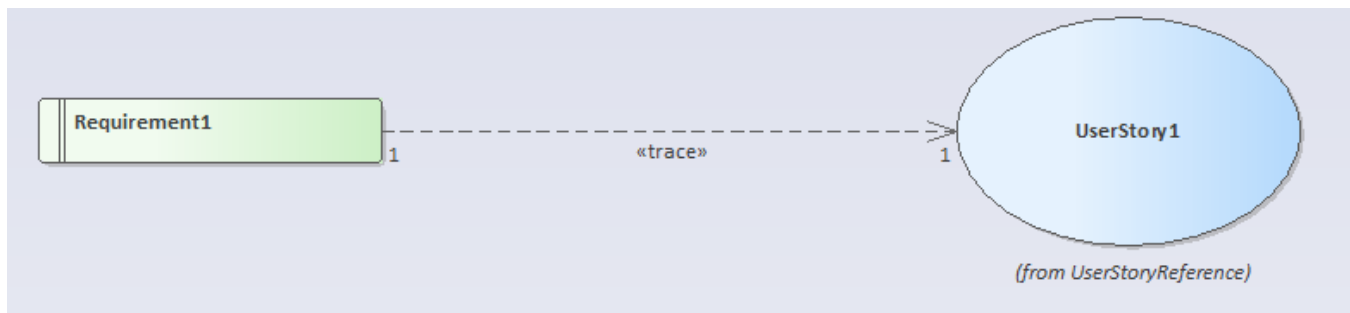 Requirement1
1
«trace»
1
UserStory1
(from UserStoryReference)